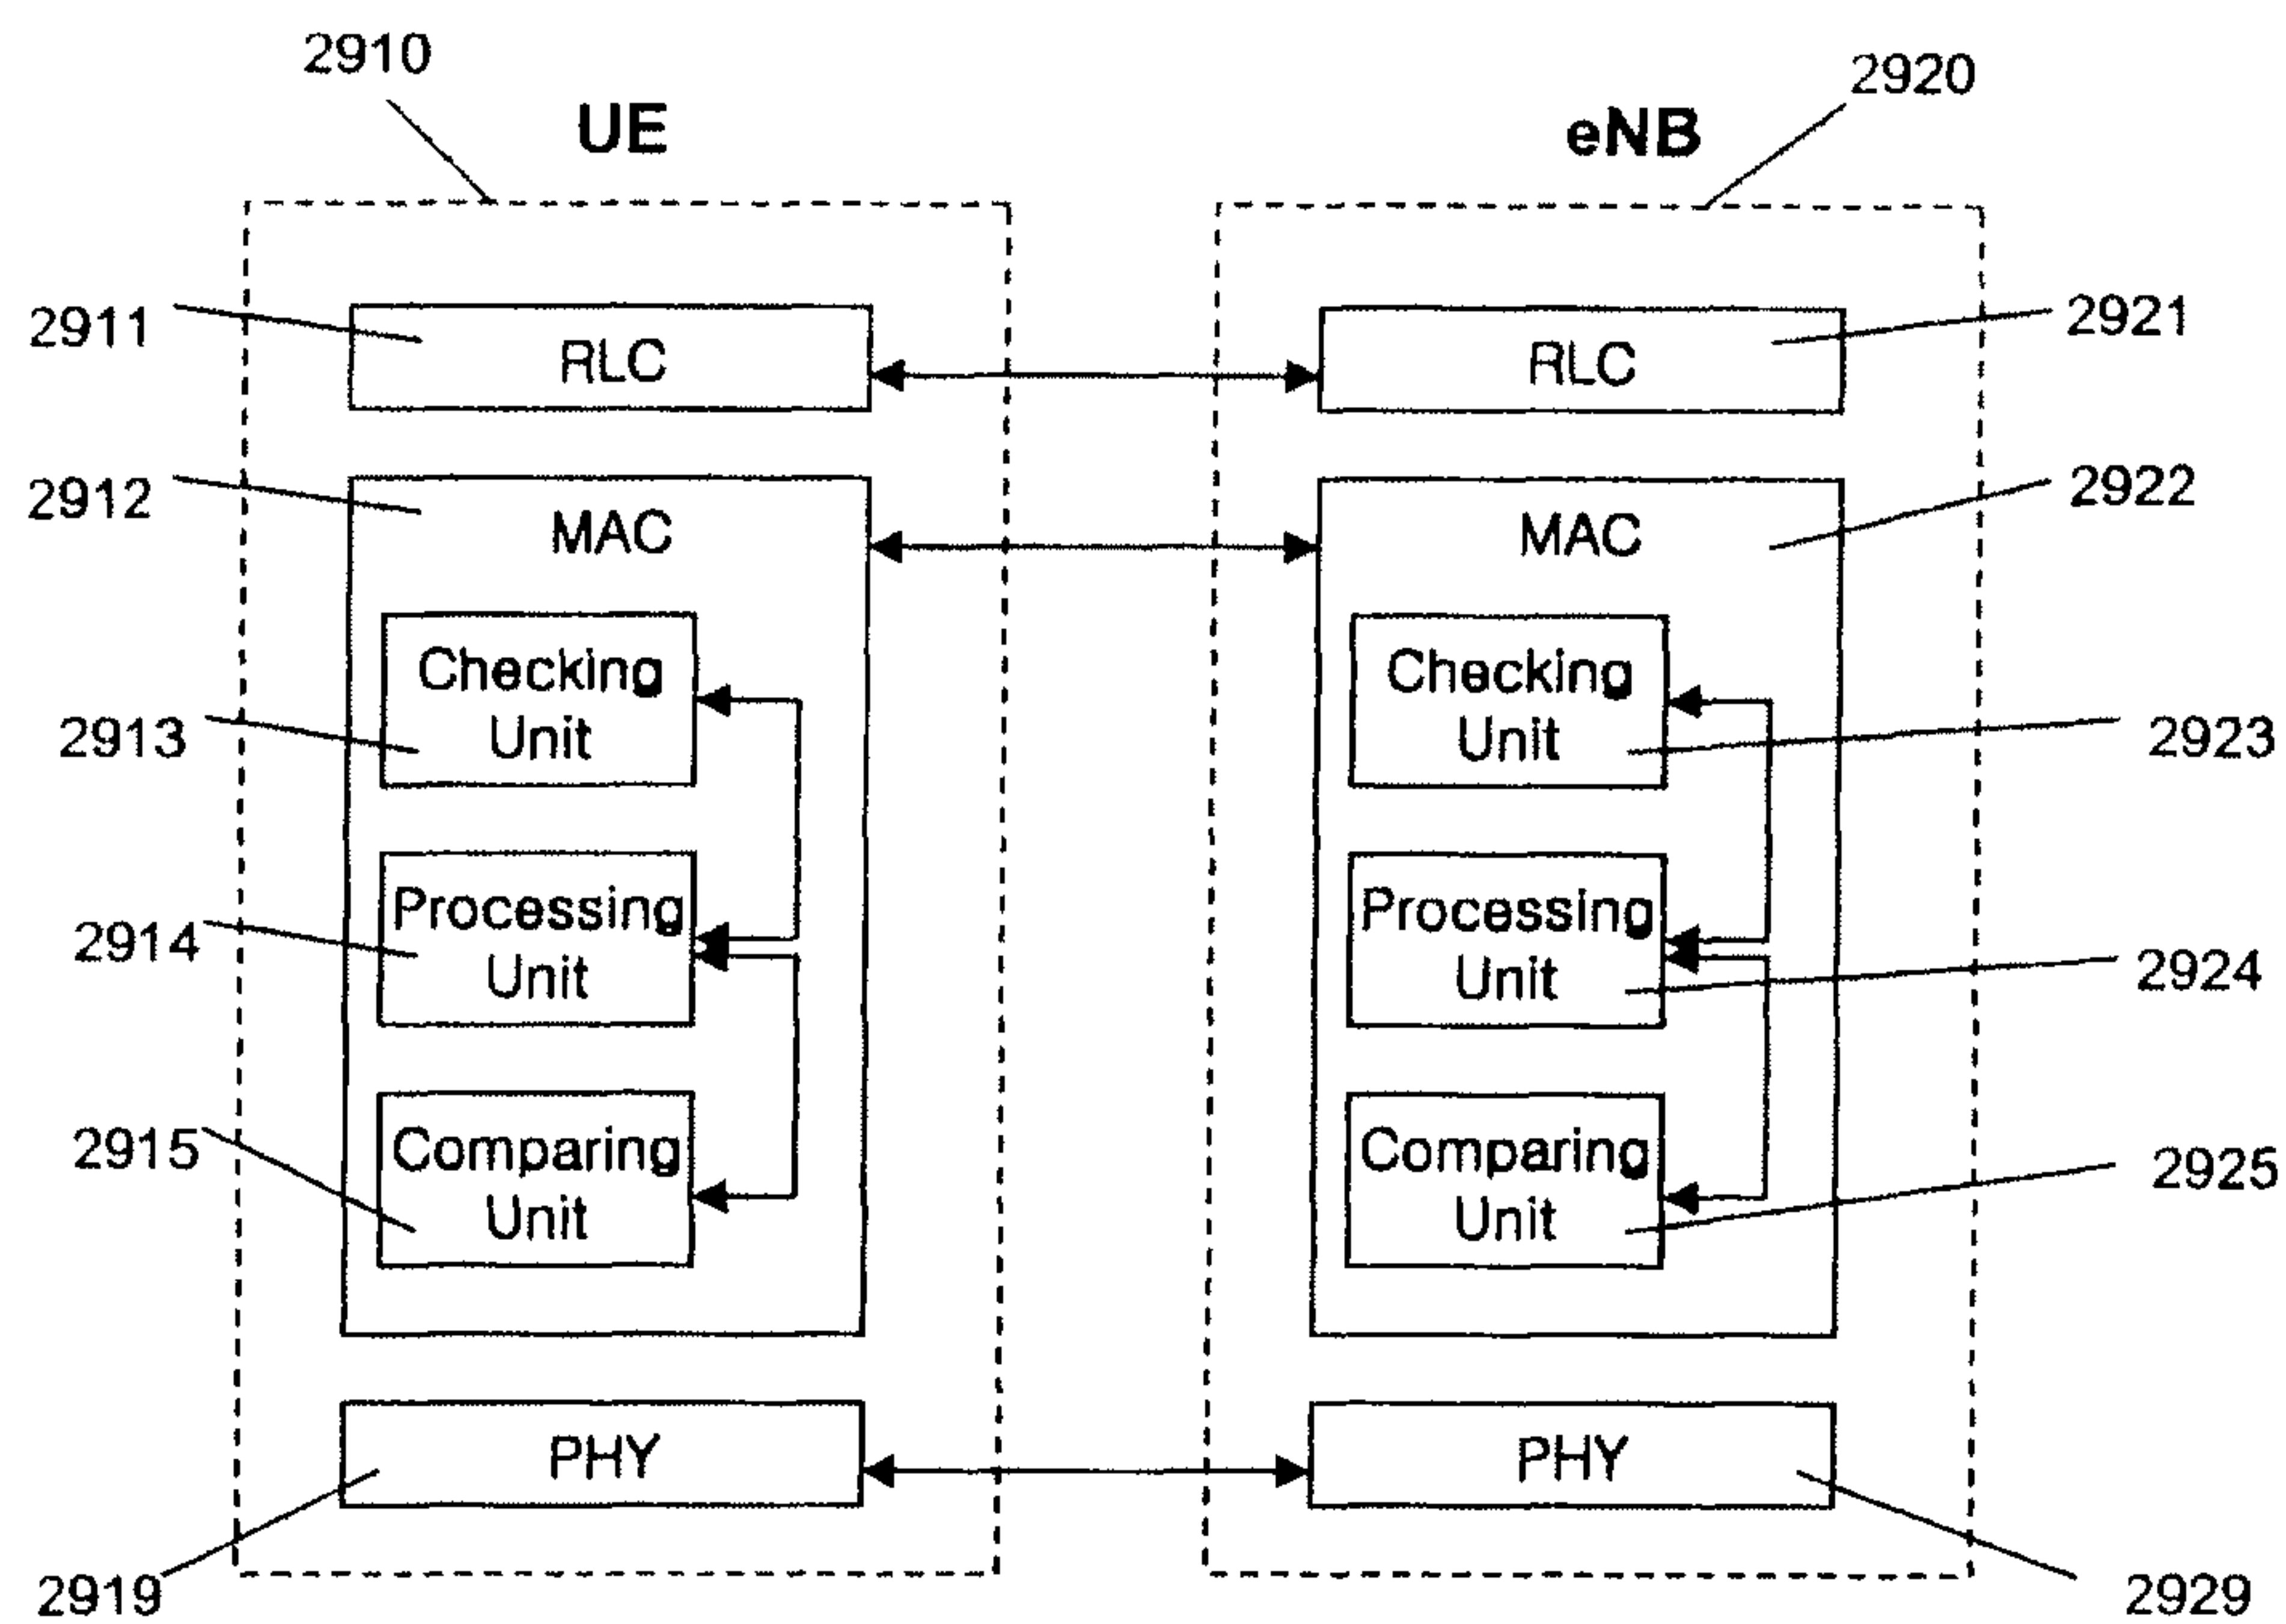 2910
2920
UE
eNB
2911
RLC
RLC
2921
2912
MAC
MAC
2922
Checking
Unit
2913
Checking
Unit
2923
Processing
Unit
2914
Processing
Unit
2924
Comparing
Unit
2915
Comparing
Unit
2925
PHY
PHY
2919
2929